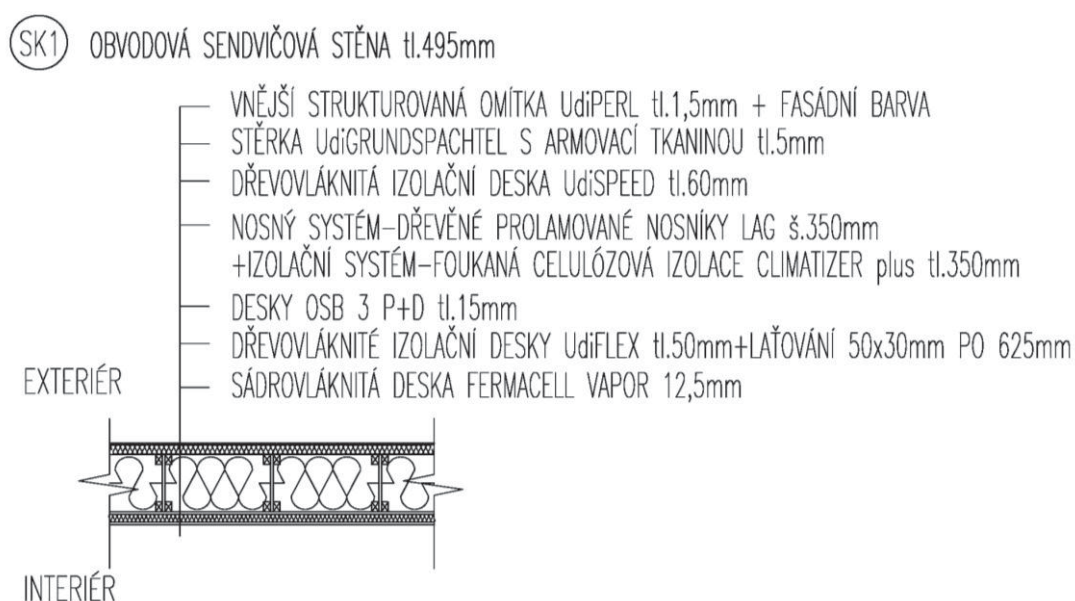 SK1 OBVODOVÁ SENDVIČOVÁ STĚNA tl.495mm
VNĚJŠÍ STRUKTUROVANÁ OMÍTKA UdiPERL tl.1,5mm + FASÁDNÍ BARVA
STĚRKA UdiGRUNDSPACHTEL S ARMOVACÍ TKANINOU tl.5mm
DŘEVOVLÁKNITÁ IZOLAČNÍ DESKA UdiSPEED tl.60mm
NOSNÝ SYSTÉM-DŘEVĚNÉ PROLAMOVANÉ NOSNÍKY LAG š.350mm
+IZOLAČNÍ SYSTÉM-FOUKANÁ CELULÓZOVÁ IZOLACE CLIMATIZER plus tl.350mm
DESKY OSB 3 P+D tl.15mm
DŘEVOVLÁKNITÉ IZOLAČNÍ DESKY UdiFLEX tl.50mm+LAŤOVÁNÍ 50x30mm PO 625mm
SÁDROVLÁKNITÁ DESKA FERMACELL VAPOR 12,5mm
EXTERIÉR
INTERIÉR